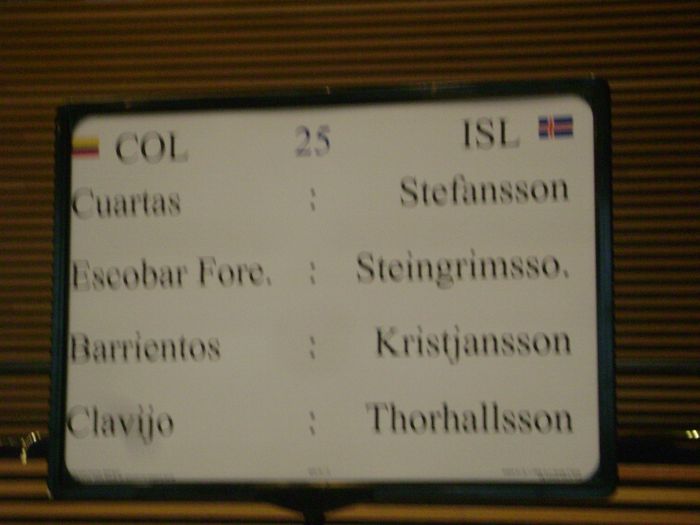 COL 25 ISL
Cuartas : Stefansson
Escobar Fore. : Steingrimsso.
Barrientos : Kristjansson
Clavijo : Thorhallsson